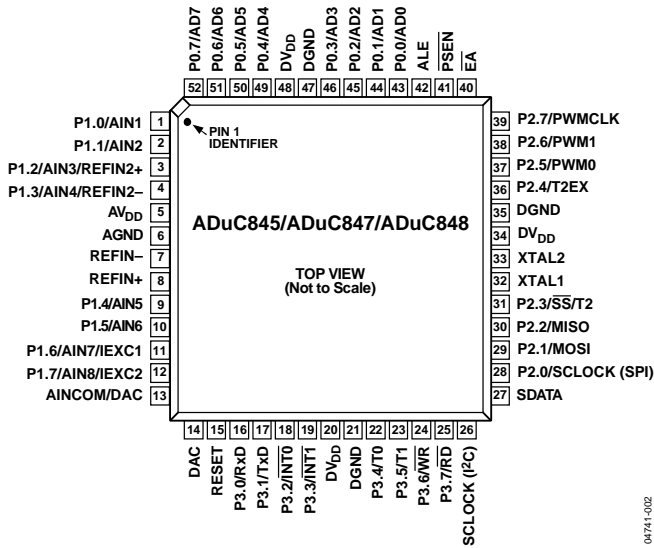 P0.7/AD7
P0.6/AD6
P0.5/AD5
P0.4/AD4
DVDD
DGND
P0.3/AD3
P0.2/AD2
P0.1/AD1
P0.0/AD0
ALE
PSEN
EA
52 51 50 49 48 47 46 45 44 43 42 41 40
P1.0/AIN1 1
P1.1/AIN2 2
P1.2/AIN3/REFIN2+ 3
P1.3/AIN4/REFIN2– 4
AVDD 5
AGND 6
REFIN– 7
REFIN+ 8
P1.4/AIN5 9
P1.5/AIN6 10
P1.6/AIN7/IEXC1 11
P1.7/AIN8/IEXC2 12
AINCOM/DAC 13
PIN 1
IDENTIFIER
ADuC845/ADuC847/ADuC848
TOP VIEW
(Not to Scale)
39 P2.7/PWMCLK
38 P2.6/PWM1
37 P2.5/PWM0
36 P2.4/T2EX
35 DGND
34 DVDD
33 XTAL2
32 XTAL1
31 P2.3/SS/T2
30 P2.2/MISO
29 P2.1/MOSI
28 P2.0/SCLOCK (SPI)
27 SDATA
14 15 16 17 18 19 20 21 22 23 24 25 26
DAC
RESET
P3.0/RxD
P3.1/TxD
P3.2/INT0
P3.3/INT1
DVDD
DGND
P3.4/T0
P3.5/T1
P3.6/WR
P3.7/RD
SCLOCK (I²C)
04741-002